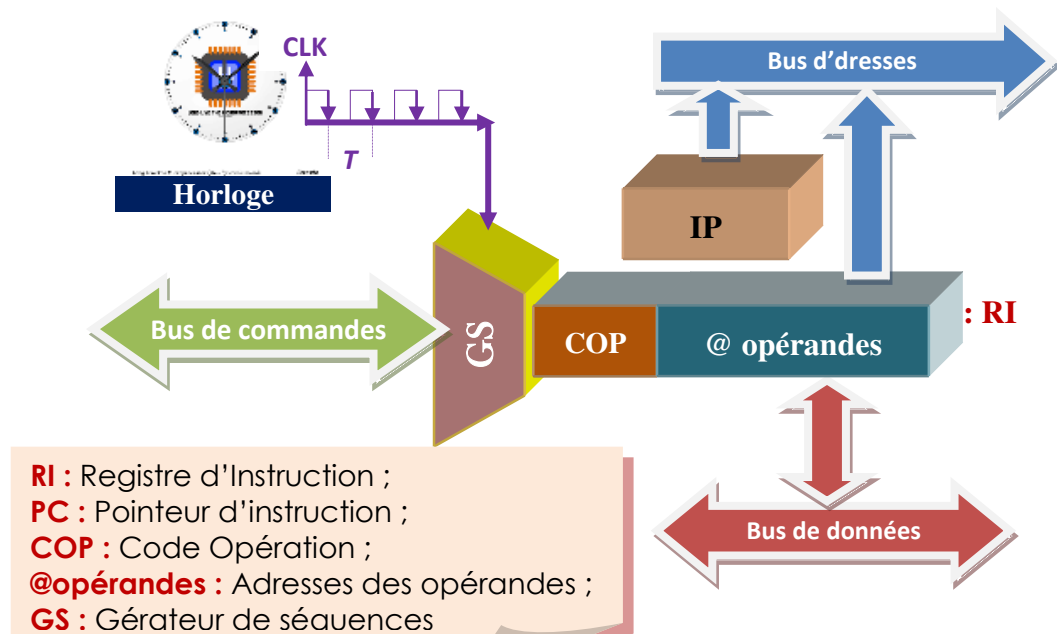 CLK
T
Horloge
Bus d’dresses
IP
Bus de commandes
GS
COP
@ opérandes
: RI
Bus de données
RI : Registre d’Instruction ;
PC : Pointeur d’instruction ;
COP : Code Opération ;
@opérandes : Adresses des opérandes ;
GS : Gérateur de séquences